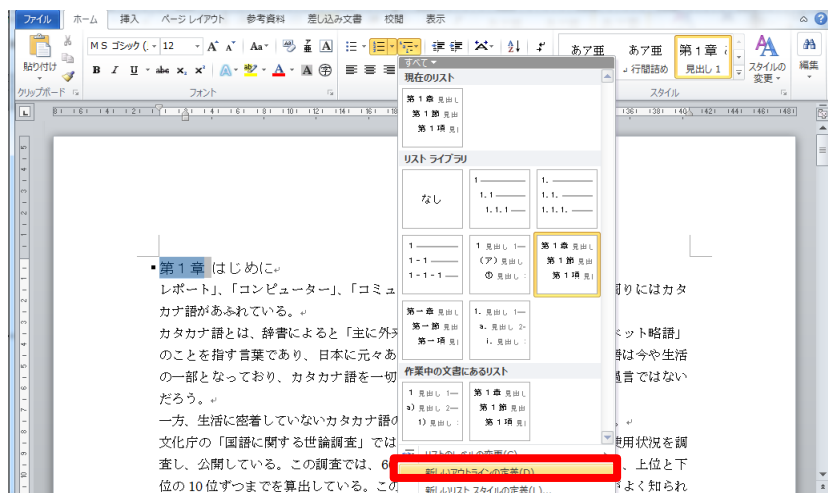 ファイル ホーム 挿入 ページ レイアウト 参考資料 差し込み文書 校閲 表示
ＭＳ ゴシック (. 12 A A Aa A
あア亜 あア亜 第１章 A
貼り付け B I U abe x₂ x² A A A 字
行間詰め 見出し 1 スタイルの変更 編集
クリップボード フォント スタイル
すべて
現在のリスト
第１章 見出し
第１節 見出
第１項 見
リスト ライブラリ
なし
1
1.1
1.1.1
1.
1.1.
1.1.1.
1
1-1
1-1-1
1 見出し 1
(ア) 見出し
① 見出し
第１章 見出し
第１節 見出
第１項 見
第一章 見出し
第一節 見出
第一項 見
1. 見出し 1
a. 見出し 2
i. 見出し
作業中の文書にあるリスト
1 見出し 1
a) 見出し 2
1) 見出し
第１章 見出し
第１節 見出
第１項 見
リストのレベルの変更(C)
新しいアウトラインの定義(D)...
新しいリスト スタイルの定義(L)...
第１章 はじめに
レポート」、「コンピューター」、「コミュ 周りにはカタ
カナ語があふれている。
カタカナ語とは、辞書によると「主に外 ット略語」
のことを指す言葉であり、日本に元々あ 語は今や生活
の一部となっており、カタカナ語を一切 過言ではない
だろう。
一方、生活に密着していないカタカナ語の 。
文化庁の「国語に関する世論調査」では 使用状況を調
査し、公開している。この調査では、6 、上位と下
位の 10 位ずつまでを算出している。この よく知られ